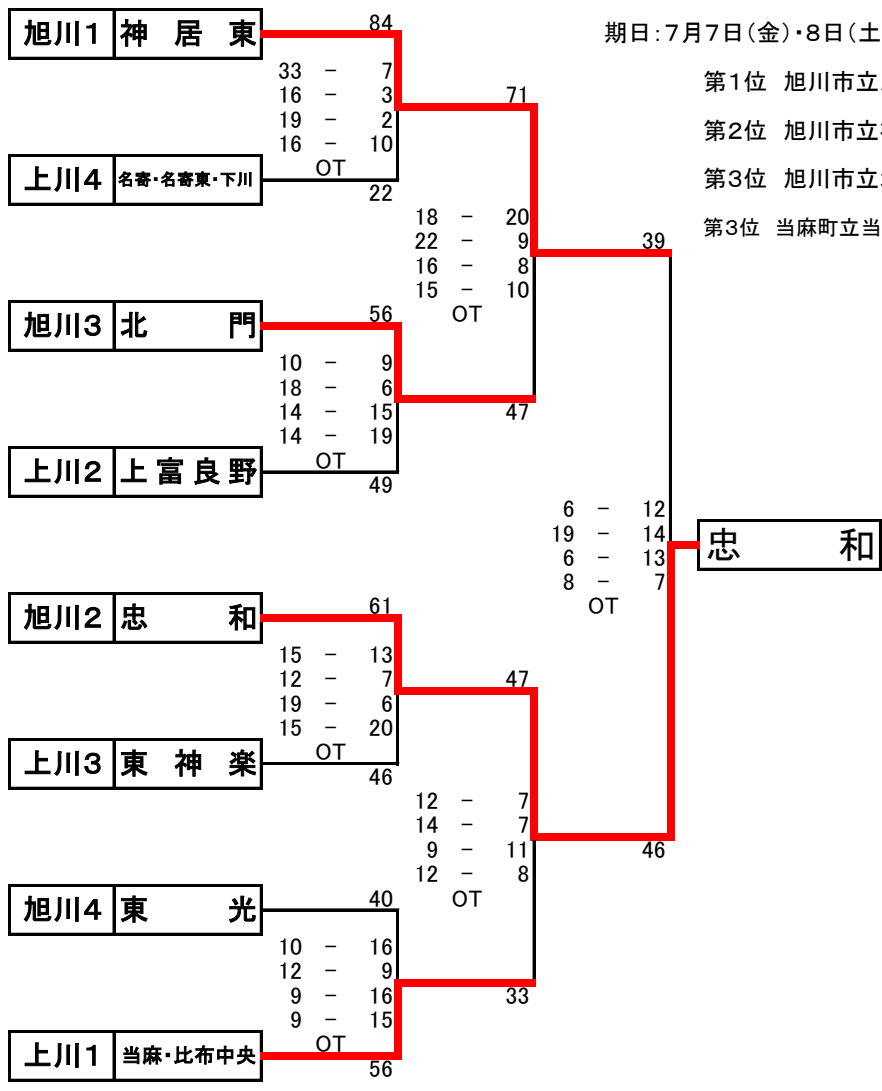 旭川1 神居東
84
期日:7月7日(金)・8日(土
33 - 7
16 - 3
19 - 2
16 - 10
OT
71
第1位 旭川市立
第2位 旭川市立
第3位 旭川市立
第3位 当麻町立当
上川4 名寄・名寄東・下川
22
18 - 20
22 - 9
16 - 8
15 - 10
OT
39
旭川3 北門
56
10 - 9
18 - 6
14 - 15
14 - 19
OT
47
上川2 上富良野
49
6 - 12
19 - 14
6 - 13
8 - 7
OT
忠和
旭川2 忠和
61
15 - 13
12 - 7
19 - 6
15 - 20
OT
47
上川3 東神楽
46
12 - 7
14 - 7
9 - 11
12 - 8
OT
46
旭川4 東光
40
10 - 16
12 - 9
9 - 16
9 - 15
OT
33
上川1 当麻・比布中央
56